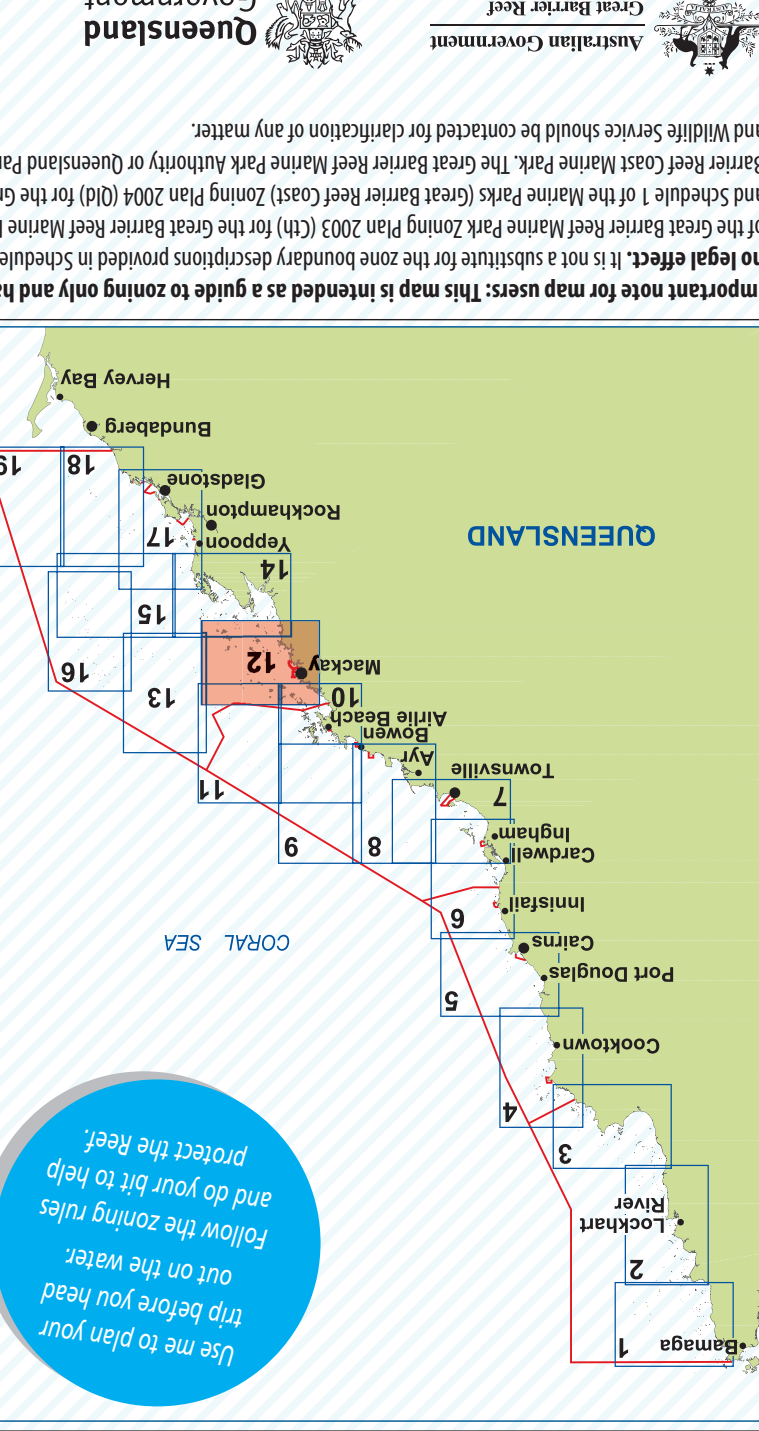 Use me to plan your
trip before you head
out on the water.
Follow the zoning rules
and do your bit to help
protect the Reef.
Bamaga
1
2
Lockhart
River
3
4
Cooktown
5
Port Douglas
Cairns
CORAL SEA
6
Innisfail
Cardwell
Ingham
7
Townsville
8
9
Ayr
Bowen
Airlie Beach
10
11
Mackay
12
13
16
15
14
QUEENSLAND
Yeppoon
17
Rockhampton
Gladstone
18
19
Bundaberg
Hervey Bay
mportant note for map users: This map is intended as a guide to zoning only and ha
no legal effect. It is not a substitute for the zone boundary descriptions provided in Schedule
of the Great Barrier Reef Marine Park Zoning Plan 2003 (Cth) for the Great Barrier Reef Marine
and Schedule 1 of the Marine Parks (Great Barrier Reef Coast) Zoning Plan 2004 (Qld) for the Gr
Barrier Reef Coast Marine Park. The Great Barrier Reef Marine Park Authority or Queensland Par
and Wildlife Service should be contacted for clarification of any matter.
Australian Government
Great Barrier Reef
Queensland
Government